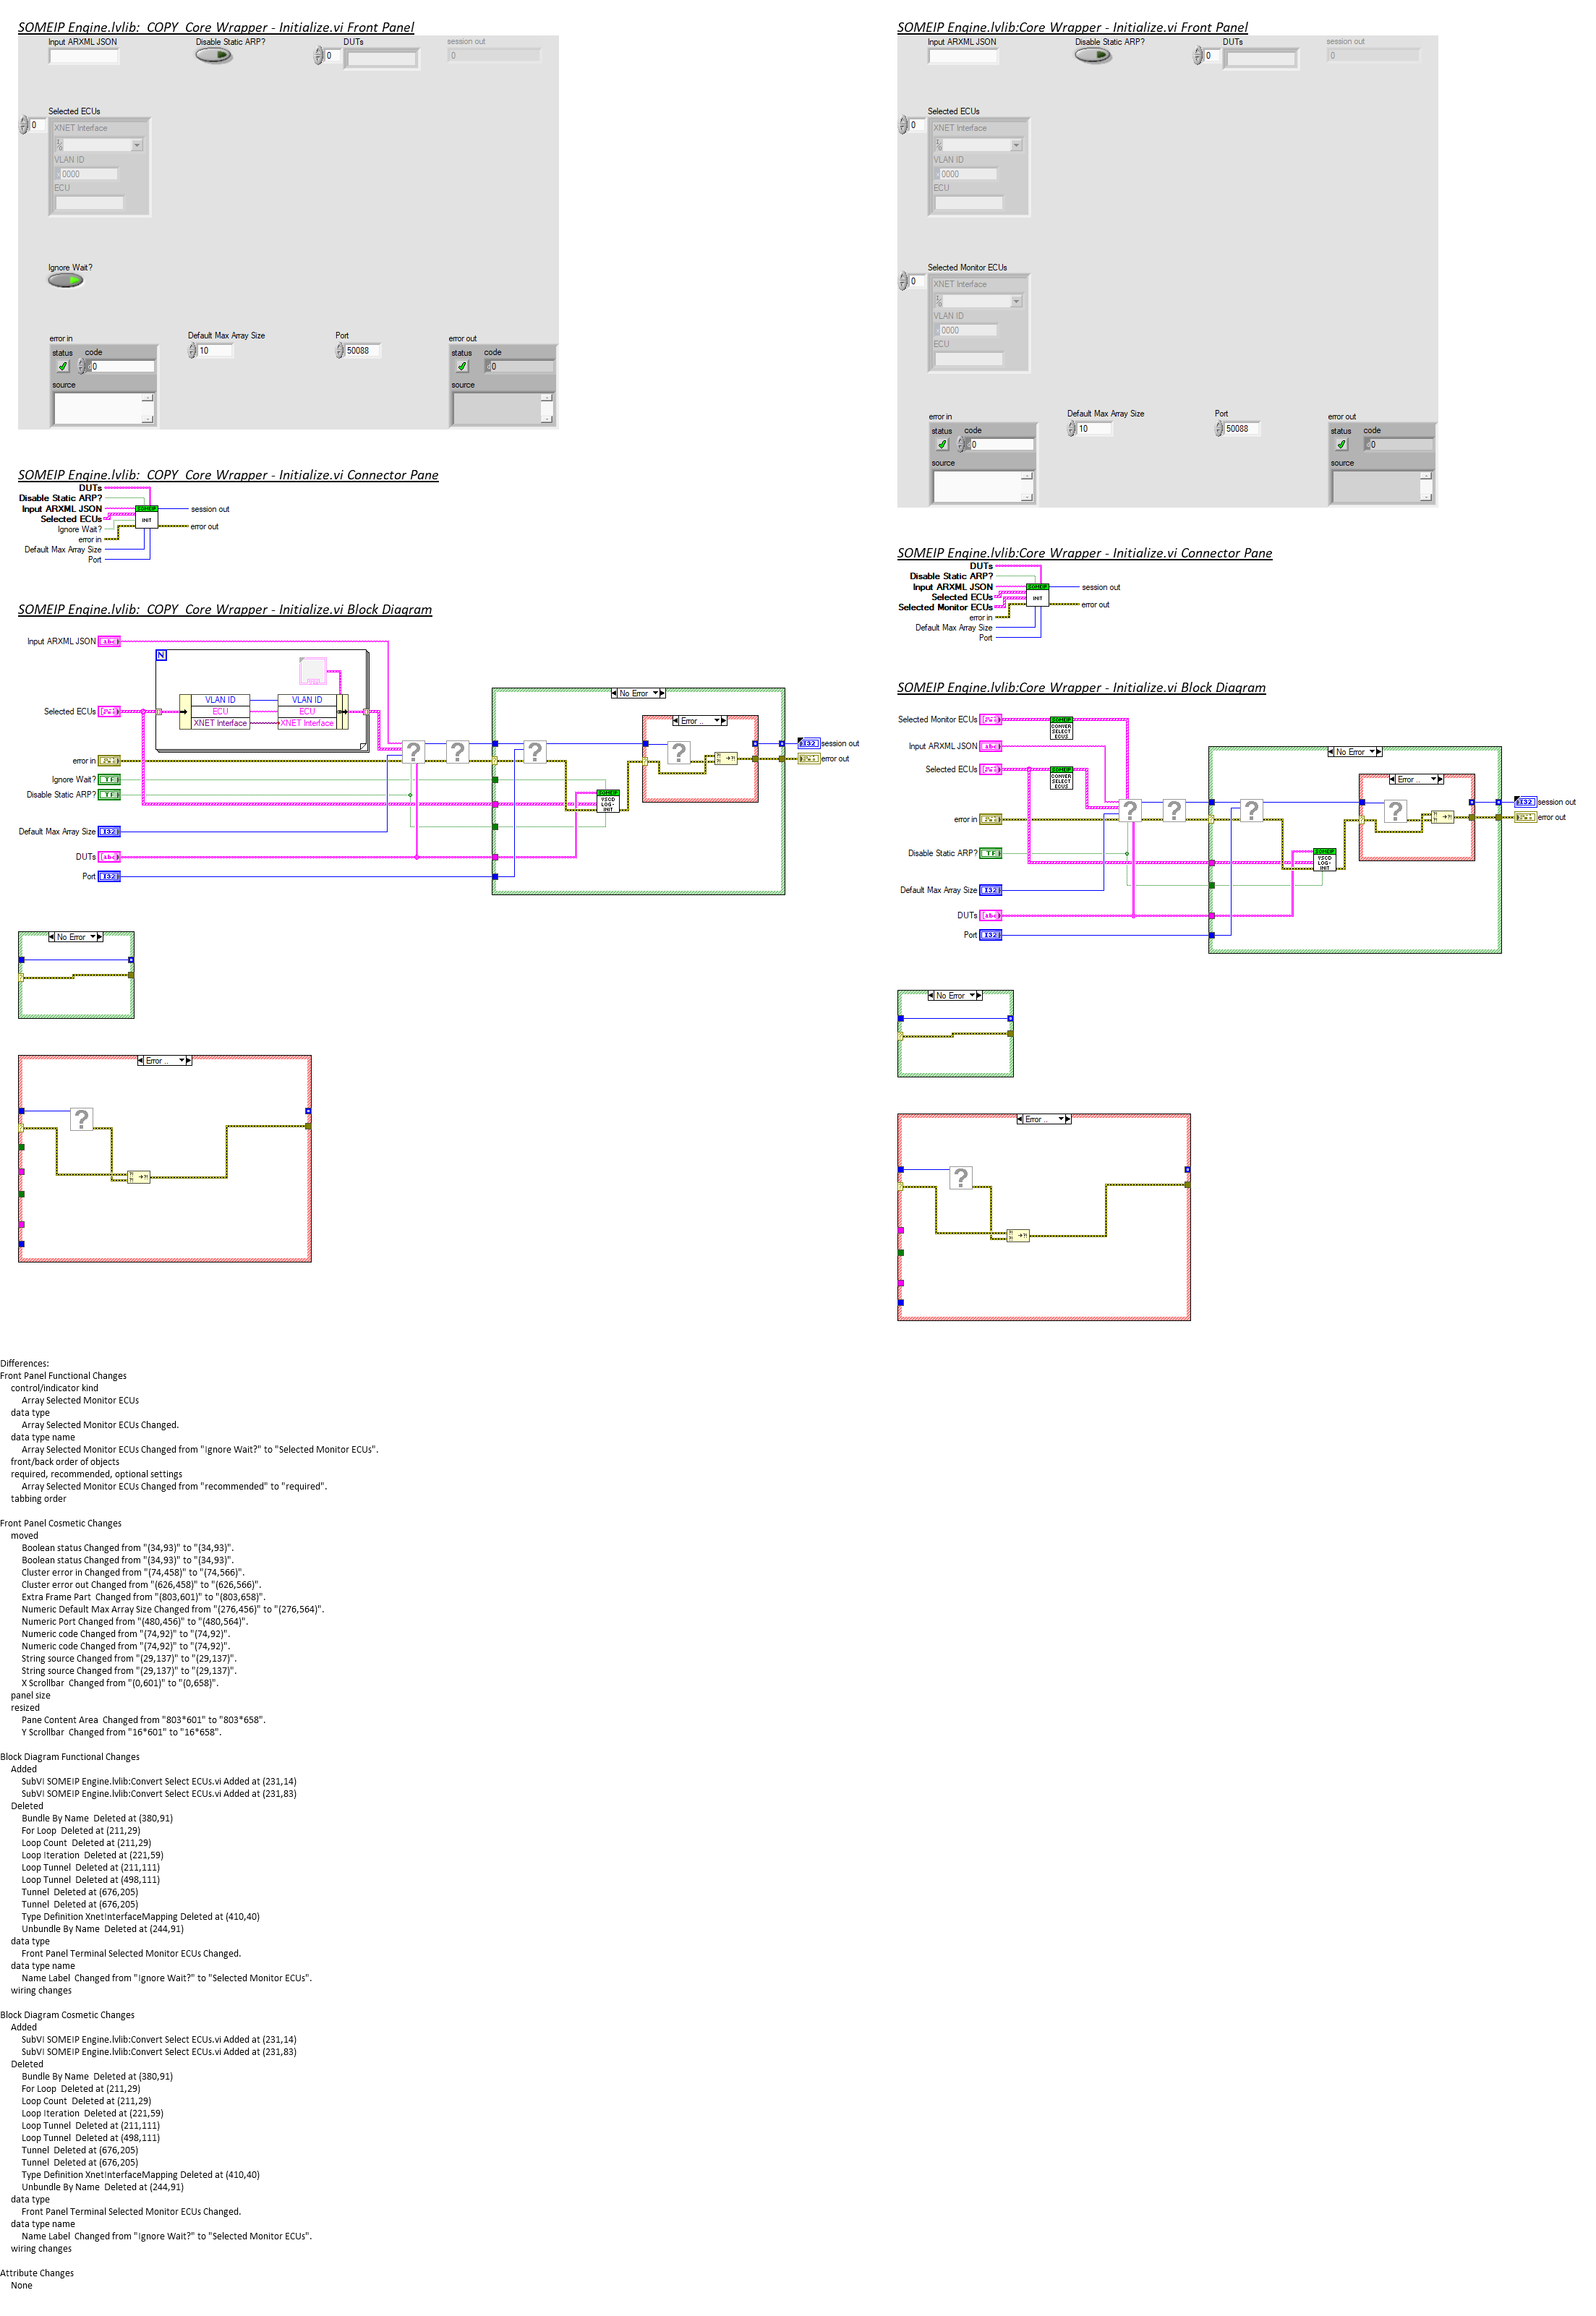 SOMEIP Engine.lvlib:  COPY  Core Wrapper - Initialize.vi Front Panel
Input ARXML JSON
Disable Static ARP?
DUTs
session out
0
0
Selected ECUs
0
XNET Interface
VLAN ID
0000
ECU
Ignore Wait?
Default Max Array Size
10
Port
50088
error in
status code
0
source
error out
status code
0
source
SOMEIP Engine.lvlib:  COPY  Core Wrapper - Initialize.vi Connector Pane
DUTs
Disable Static ARP?
Input ARXML JSON
Selected ECUs
Ignore Wait?
error in
Default Max Array Size
Port
SOMEIP
INIT
session out
error out
SOMEIP Engine.lvlib:  COPY  Core Wrapper - Initialize.vi Block Diagram
Input ARXML JSON
abc
N
VLAN ID
ECU
XNET Interface
VLAN ID
ECU
XNET Interface
Selected ECUs
error in
Ignore Wait?
TF
Disable Static ARP?
TF
Default Max Array Size
I32
DUTs
abc
Port
I32
No Error
Error ..
?
?
?
?
SOMEIP
VSCD
LOG-
INIT
I32
session out
error out
No Error
Error ..
?
SOMEIP Engine.lvlib:Core Wrapper - Initialize.vi Front Panel
Input ARXML JSON
Disable Static ARP?
DUTs
session out
0
0
Selected ECUs
0
XNET Interface
VLAN ID
0000
ECU
Selected Monitor ECUs
0
XNET Interface
VLAN ID
0000
ECU
Default Max Array Size
10
Port
50088
error in
status code
0
source
error out
status code
0
source
SOMEIP Engine.lvlib:Core Wrapper - Initialize.vi Connector Pane
DUTs
Disable Static ARP?
Input ARXML JSON
Selected ECUs
Selected Monitor ECUs
error in
Default Max Array Size
Port
SOMEIP
INIT
session out
error out
SOMEIP Engine.lvlib:Core Wrapper - Initialize.vi Block Diagram
Selected Monitor ECUs
SOMEIP
CONVER
SELECT
ECUS
Input ARXML JSON
abc
Selected ECUs
SOMEIP
CONVER
SELECT
ECUS
error in
Disable Static ARP?
TF
Default Max Array Size
I32
DUTs
abc
Port
I32
No Error
Error ..
?
?
?
?
SOMEIP
VSCD
LOG-
INIT
I32
session out
error out
No Error
Error ..
?
Differences:
Front Panel Functional Changes
control/indicator kind
Array Selected Monitor ECUs
data type
Array Selected Monitor ECUs Changed.
data type name
Array Selected Monitor ECUs Changed from "Ignore Wait?" to "Selected Monitor ECUs".
front/back order of objects
required, recommended, optional settings
Array Selected Monitor ECUs Changed from "recommended" to "required".
tabbing order
Front Panel Cosmetic Changes
moved
Boolean status Changed from "(34,93)" to "(34,93)".
Boolean status Changed from "(34,93)" to "(34,93)".
Cluster error in Changed from "(74,458)" to "(74,566)".
Cluster error out Changed from "(626,458)" to "(626,566)".
Extra Frame Part  Changed from "(803,601)" to "(803,658)".
Numeric Default Max Array Size Changed from "(276,456)" to "(276,564)".
Numeric Port Changed from "(480,456)" to "(480,564)".
Numeric code Changed from "(74,92)" to "(74,92)".
Numeric code Changed from "(74,92)" to "(74,92)".
String source Changed from "(29,137)" to "(29,137)".
String source Changed from "(29,137)" to "(29,137)".
X Scrollbar  Changed from "(0,601)" to "(0,658)".
panel size
resized
Pane Content Area  Changed from "803*601" to "803*658".
Y Scrollbar  Changed from "16*601" to "16*658".
Block Diagram Functional Changes
Added
SubVI SOMEIP Engine.lvlib:Convert Select ECUs.vi Added at (231,14)
SubVI SOMEIP Engine.lvlib:Convert Select ECUs.vi Added at (231,83)
Deleted
Bundle By Name  Deleted at (380,91)
For Loop  Deleted at (211,29)
Loop Count  Deleted at (211,29)
Loop Iteration  Deleted at (221,59)
Loop Tunnel  Deleted at (211,111)
Loop Tunnel  Deleted at (498,111)
Tunnel  Deleted at (676,205)
Tunnel  Deleted at (676,205)
Type Definition XnetInterfaceMapping Deleted at (410,40)
Unbundle By Name  Deleted at (244,91)
data type
Front Panel Terminal Selected Monitor ECUs Changed.
data type name
Name Label  Changed from "Ignore Wait?" to "Selected Monitor ECUs".
wiring changes
Block Diagram Cosmetic Changes
Added
SubVI SOMEIP Engine.lvlib:Convert Select ECUs.vi Added at (231,14)
SubVI SOMEIP Engine.lvlib:Convert Select ECUs.vi Added at (231,83)
Deleted
Bundle By Name  Deleted at (380,91)
For Loop  Deleted at (211,29)
Loop Count  Deleted at (211,29)
Loop Iteration  Deleted at (221,59)
Loop Tunnel  Deleted at (211,111)
Loop Tunnel  Deleted at (498,111)
Tunnel  Deleted at (676,205)
Tunnel  Deleted at (676,205)
Type Definition XnetInterfaceMapping Deleted at (410,40)
Unbundle By Name  Deleted at (244,91)
data type
Front Panel Terminal Selected Monitor ECUs Changed.
data type name
Name Label  Changed from "Ignore Wait?" to "Selected Monitor ECUs".
wiring changes
Attribute Changes
None